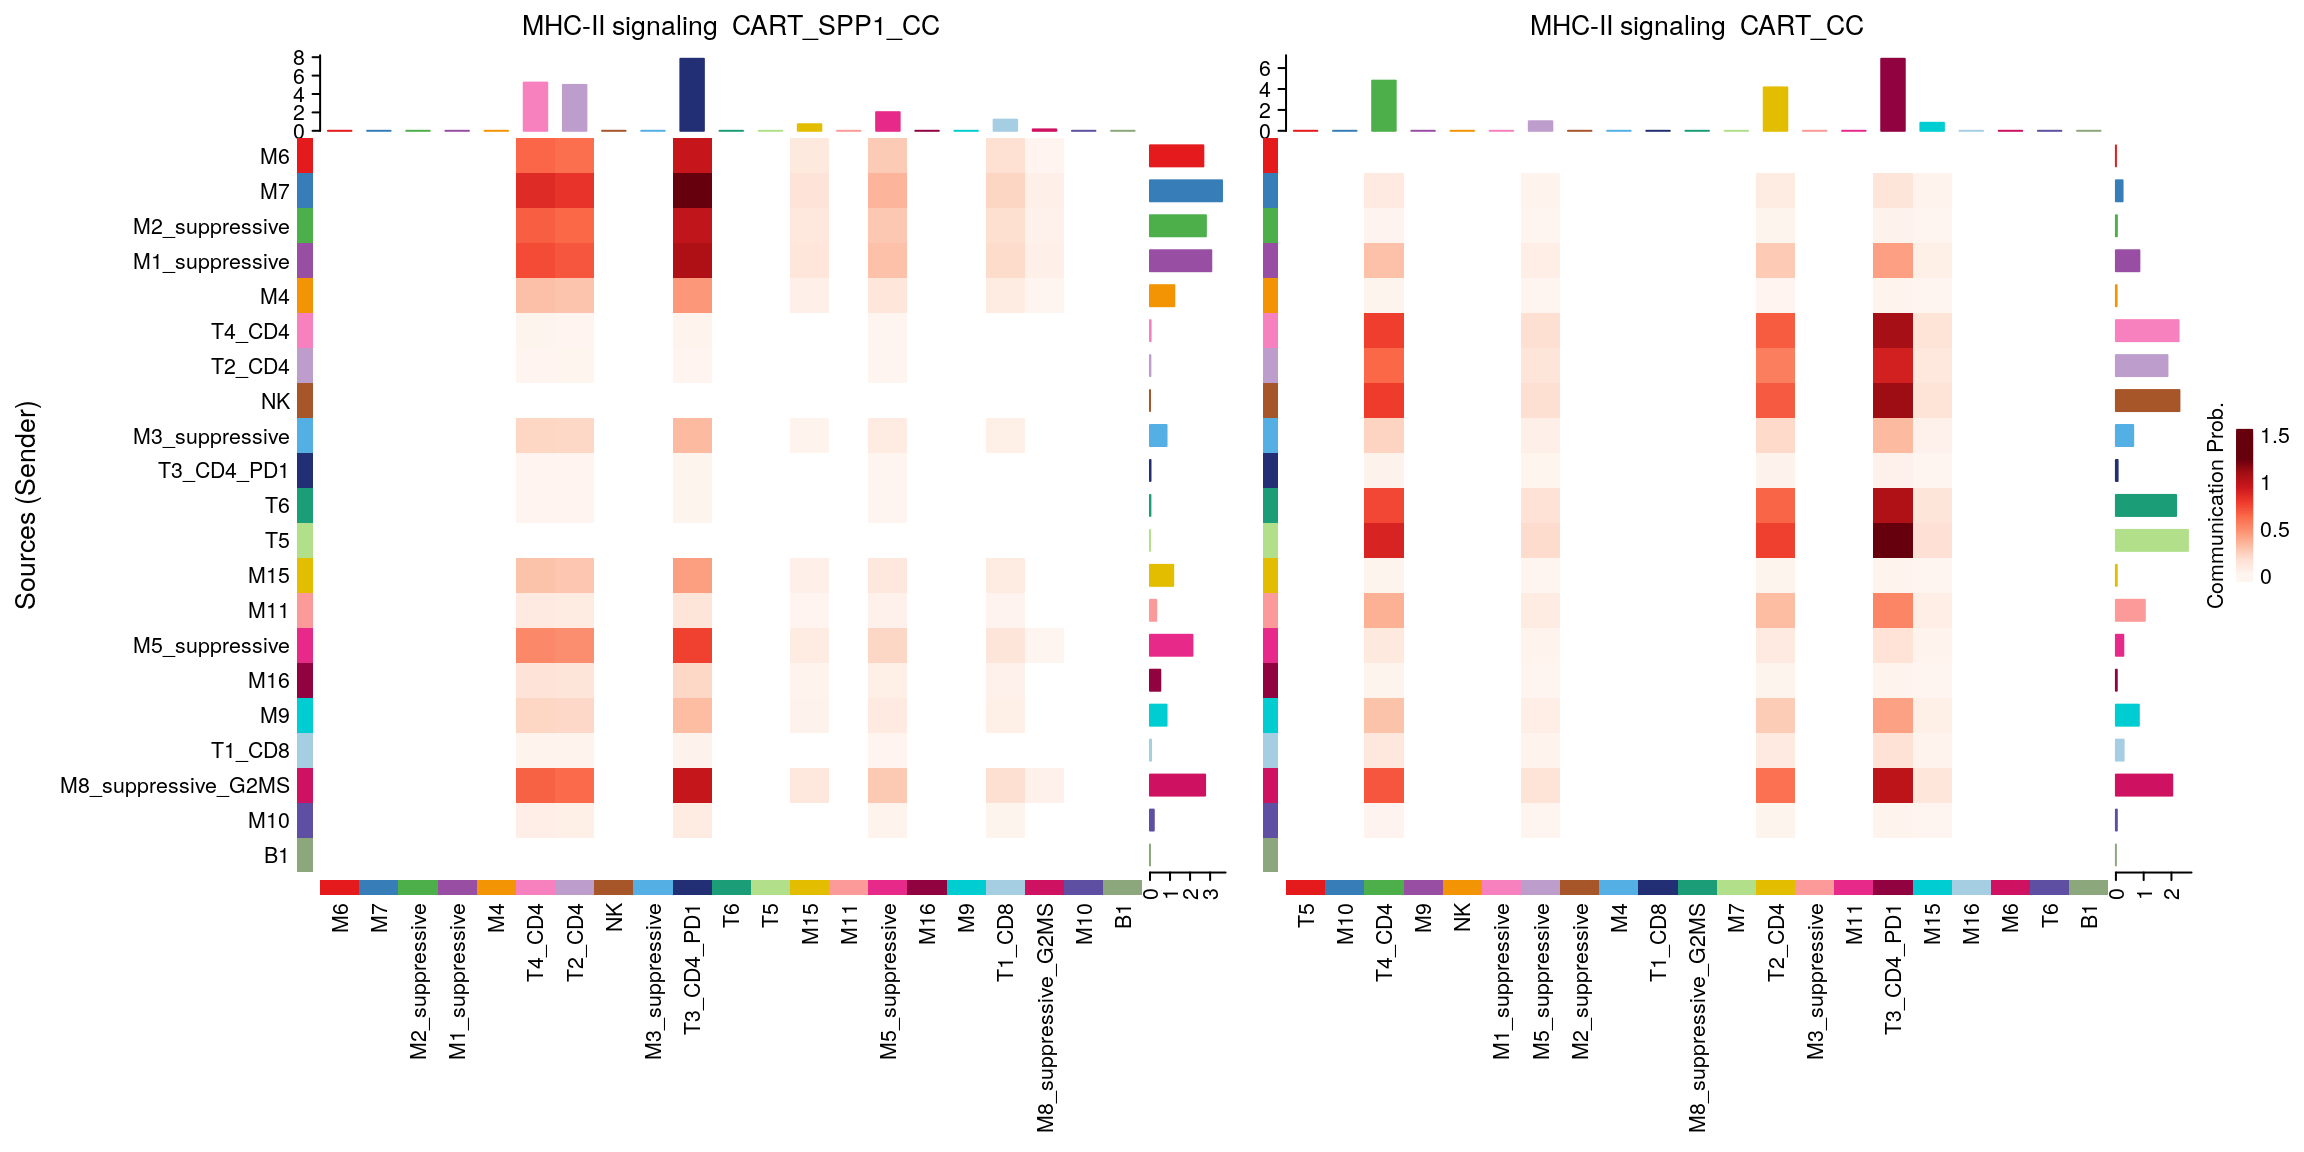 MHC-II signaling  CART_SPP1_CC
MHC-II signaling  CART_CC
8
6
4
2
0
6
4
2
0
Sources (Sender)
M6
M7
M2_suppressive
M1_suppressive
M4
T4_CD4
T2_CD4
NK
M3_suppressive
T3_CD4_PD1
T6
T5
M15
M11
M5_suppressive
M16
M9
T1_CD8
M8_suppressive_G2MS
M10
B1
0
1
2
3
0
1
2
M6
M7
M2_suppressive
M1_suppressive
M4
T4_CD4
T2_CD4
NK
M3_suppressive
T3_CD4_PD1
T6
T5
M15
M11
M5_suppressive
M16
M9
T1_CD8
M8_suppressive_G2MS
M10
B1
T5
M10
T4_CD4
M9
NK
M1_suppressive
M5_suppressive
M2_suppressive
M4
T1_CD8
M8_suppressive_G2MS
M7
T2_CD4
M3_suppressive
M11
T3_CD4_PD1
M15
M16
M6
T6
B1
Communication Prob.
1.5
1
0.5
0